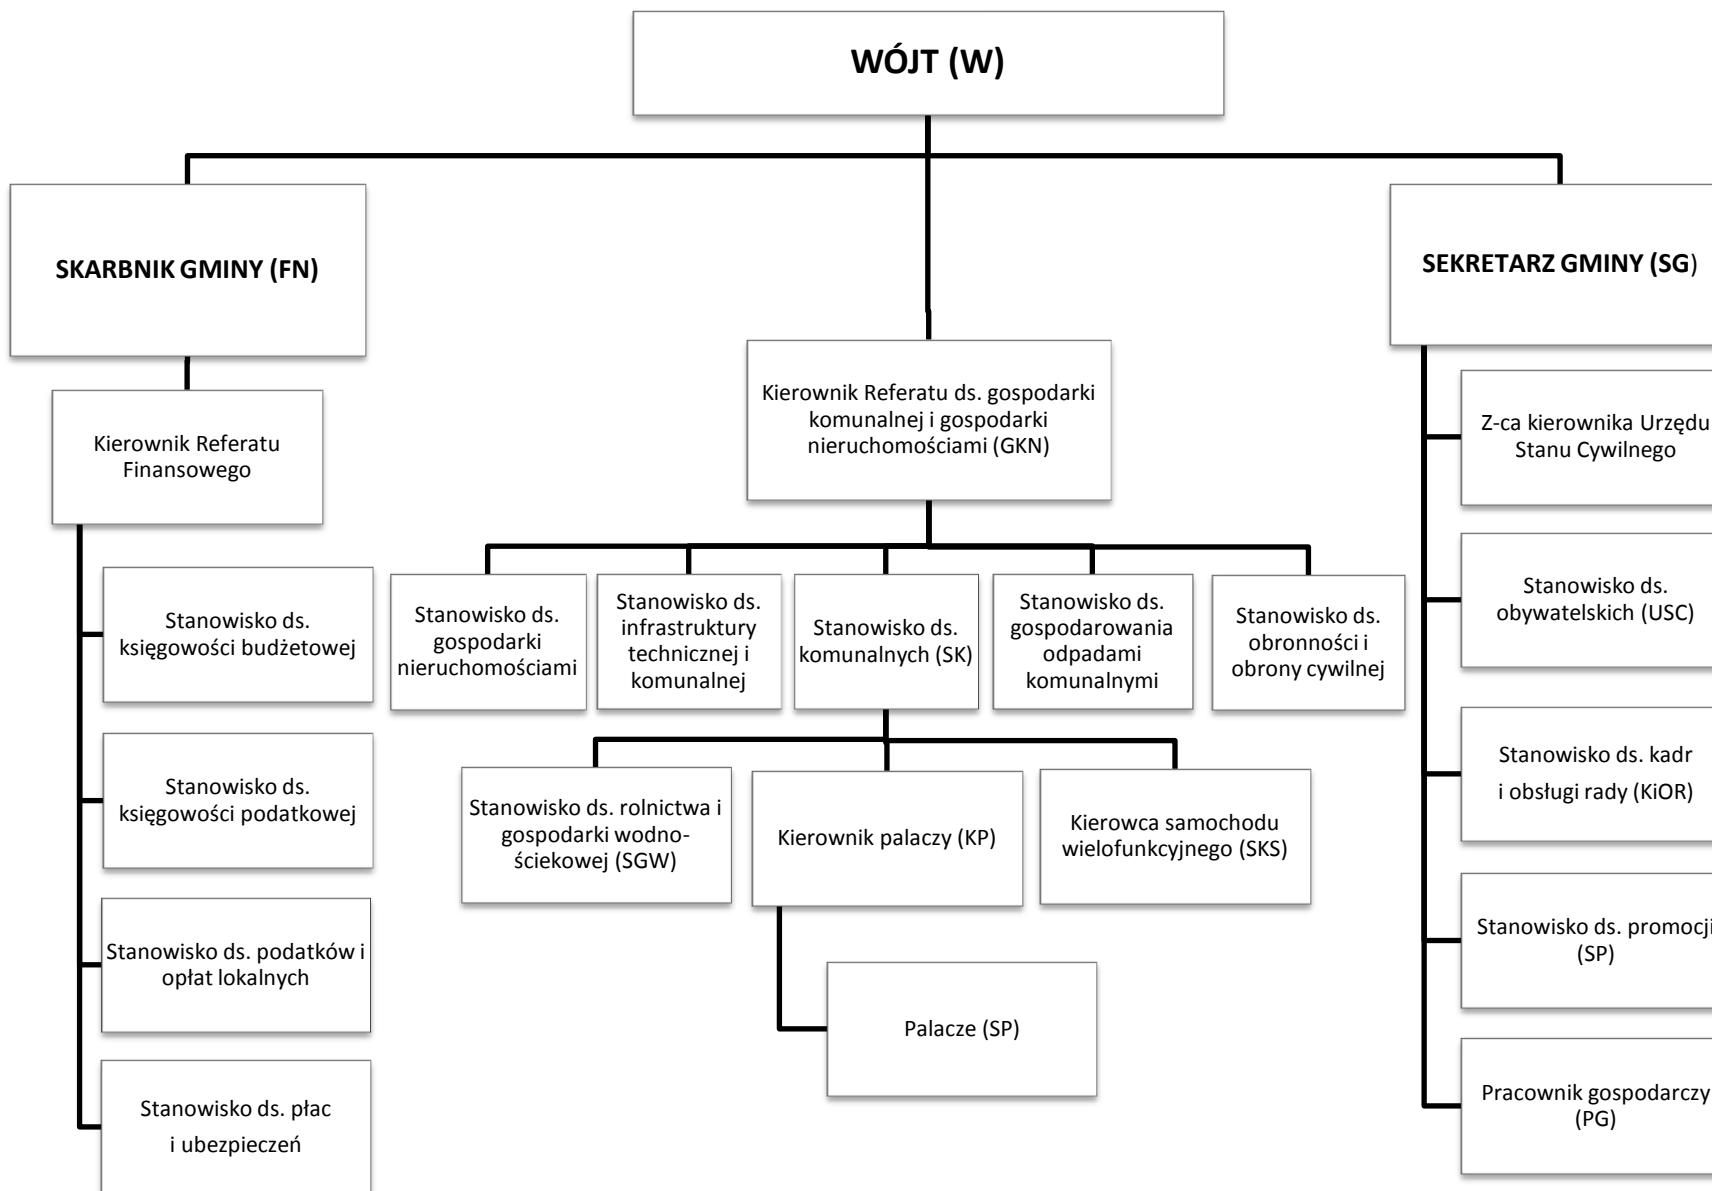 WÓJT (W)
SKARBNIK GMINY (FN)
Kierownik Referatu
Finansowego
Stanowisko ds.
księgowości budżetowej
Stanowisko ds.
księgowości podatkowej
Stanowisko ds. podatków i
opłat lokalnych
Stanowisko ds. płac
i ubezpieczeń
Kierownik Referatu ds. gospodarki
komunalnej i gospodarki
nieruchomościami (GKN)
Stanowisko ds.
gospodarki
nieruchomościami
Stanowisko ds.
infrastruktury
technicznej i
komunalnej
Stanowisko ds.
komunalnych (SK)
Stanowisko ds.
gospodarowania
odpadami
komunalnymi
Stanowisko ds.
obronności i
obrony cywilnej
Stanowisko ds. rolnictwa i
gospodarki wodno-
ściekowej (SGW)
Kierownik palaczy (KP)
Kierowca samochodu
wielofunkcyjnego (SKS)
Palacze (SP)
SEKRETARZ GMINY (SG)
Z-ca kierownika Urzędu
Stanu Cywilnego
Stanowisko ds.
obywatelskich (USC)
Stanowisko ds. kadr
i obsługi rady (KiOR)
Stanowisko ds. promocji
(SP)
Pracownik gospodarczy
(PG)